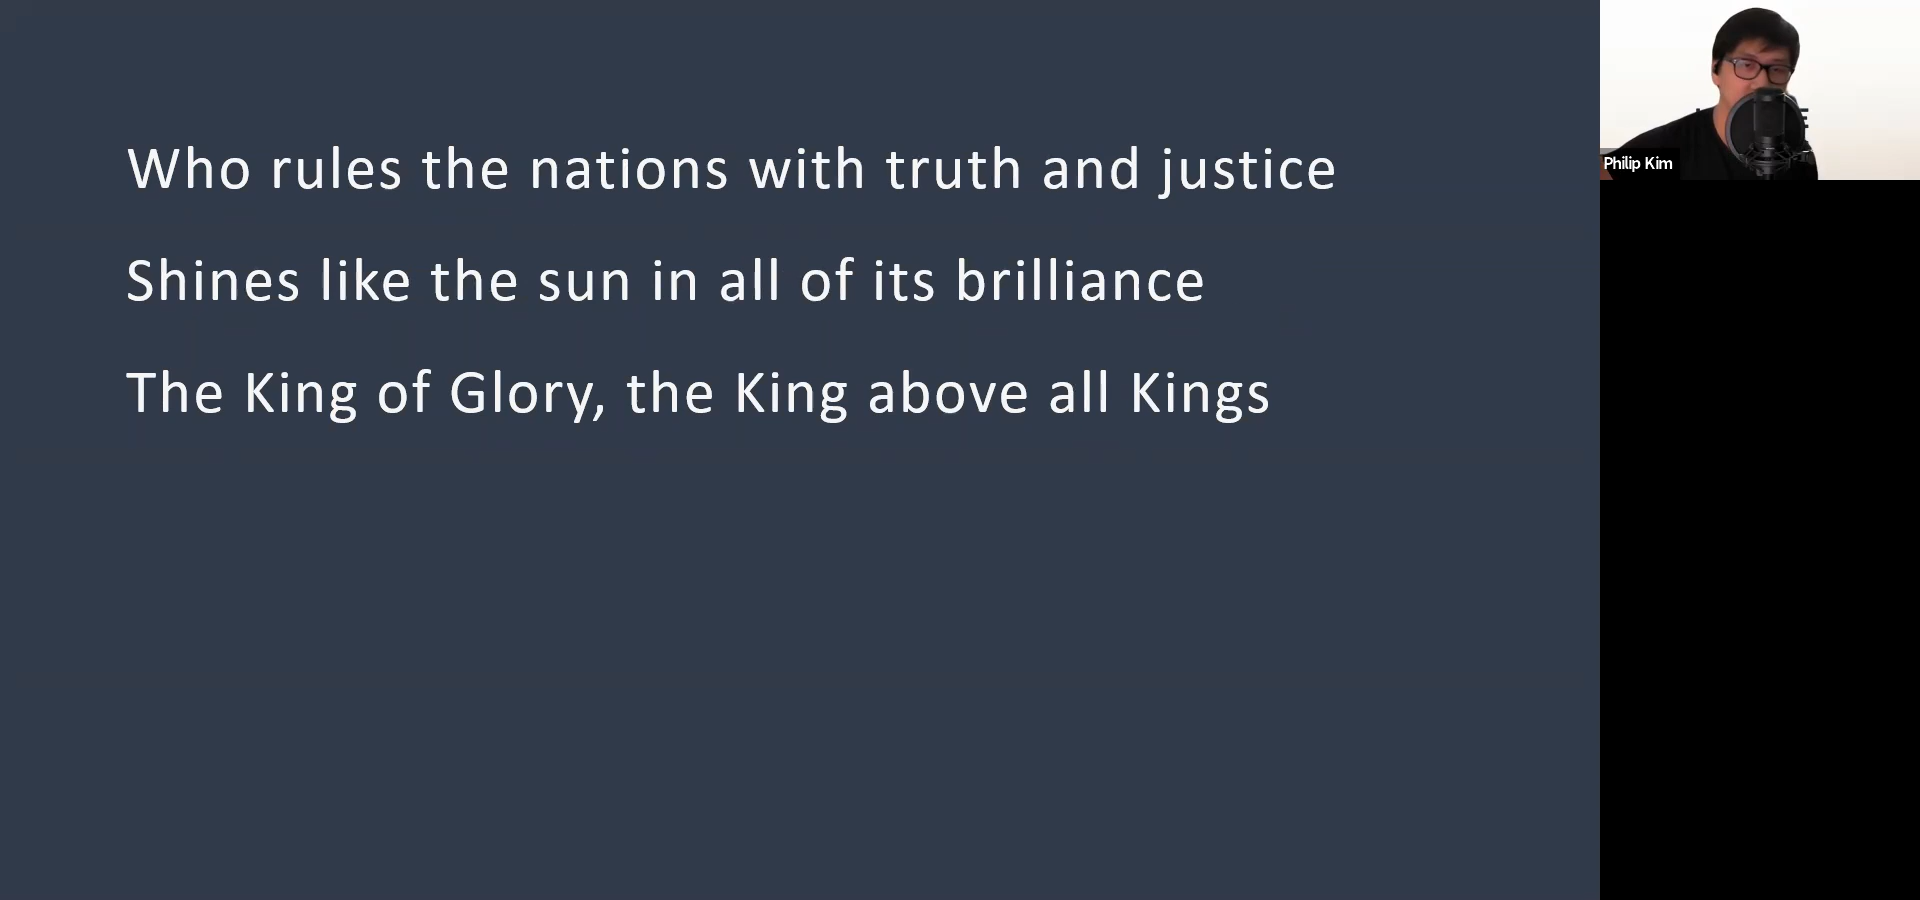 Who rules the nations with truth and justice
Shines like the sun in all of its brilliance
The King of Glory, the King above all Kings
Philip Kim